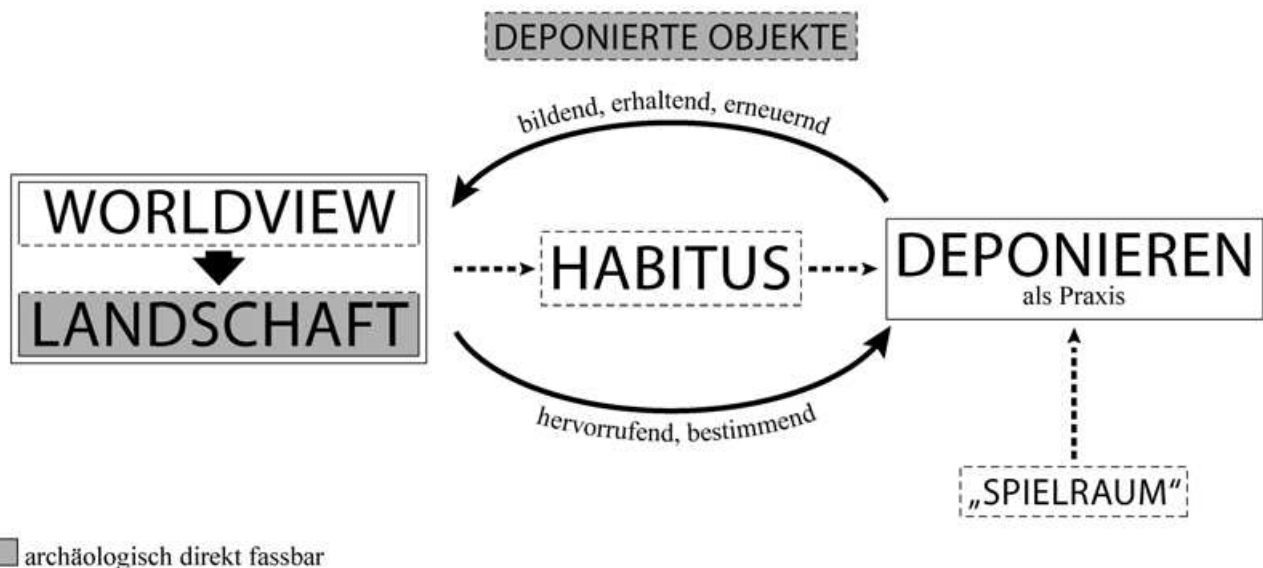 DEPONIERTE OBJEKTE
bildend, erhaltend, erneuernd
WORLDVIEW
LANDSCHAFT
HABITUS
DEPONIEREN
als Praxis
hervorrufend, bestimmend
„SPIELRAUM“
archäologisch direkt fassbar